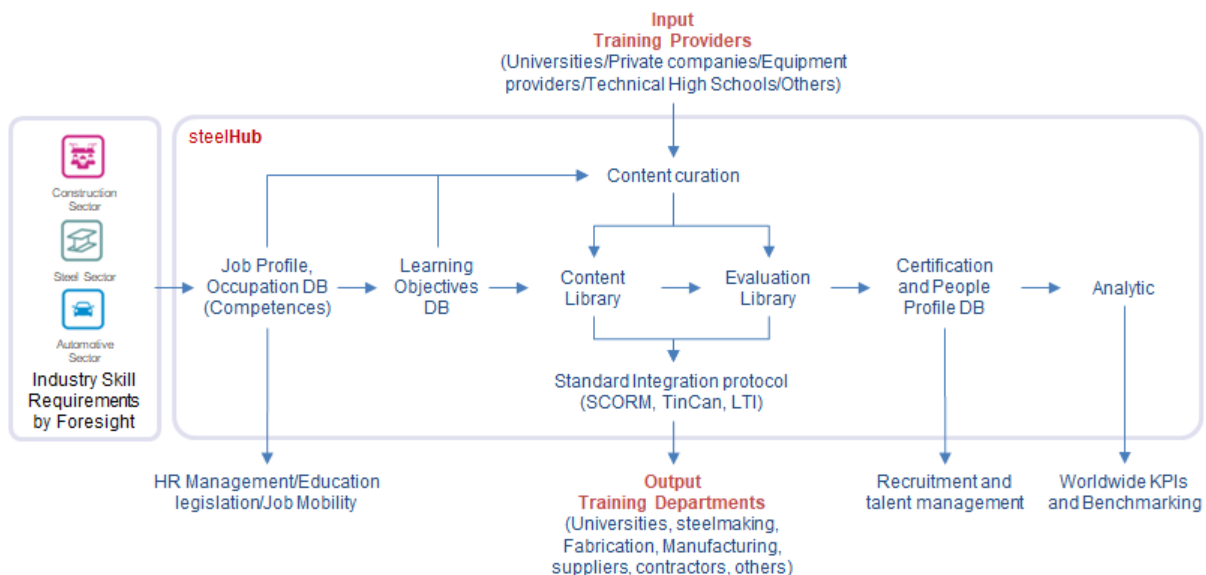 Input
Training Providers
(Universities/Private companies/Equipment
providers/Technical High Schools/Others)
steelHub
Construction
Sector
Steel Sector
Automotive
Sector
Industry Skill
Requirements
by Foresight
Content curation
Job Profile,
Occupation DB
(Competences)
Learning
Objectives
DB
Content
Library
Evaluation
Library
Certification
and People
Profile DB
Analytic
Standard Integration protocol
(SCORM, TinCan, LTI)
HR Management/Education
legislation/Job Mobility
Output
Training Departments
(Universities, steelmaking,
Fabrication, Manufacturing,
suppliers, contractors, others)
Recruitment and
talent management
Worldwide KPIs
and Benchmarking